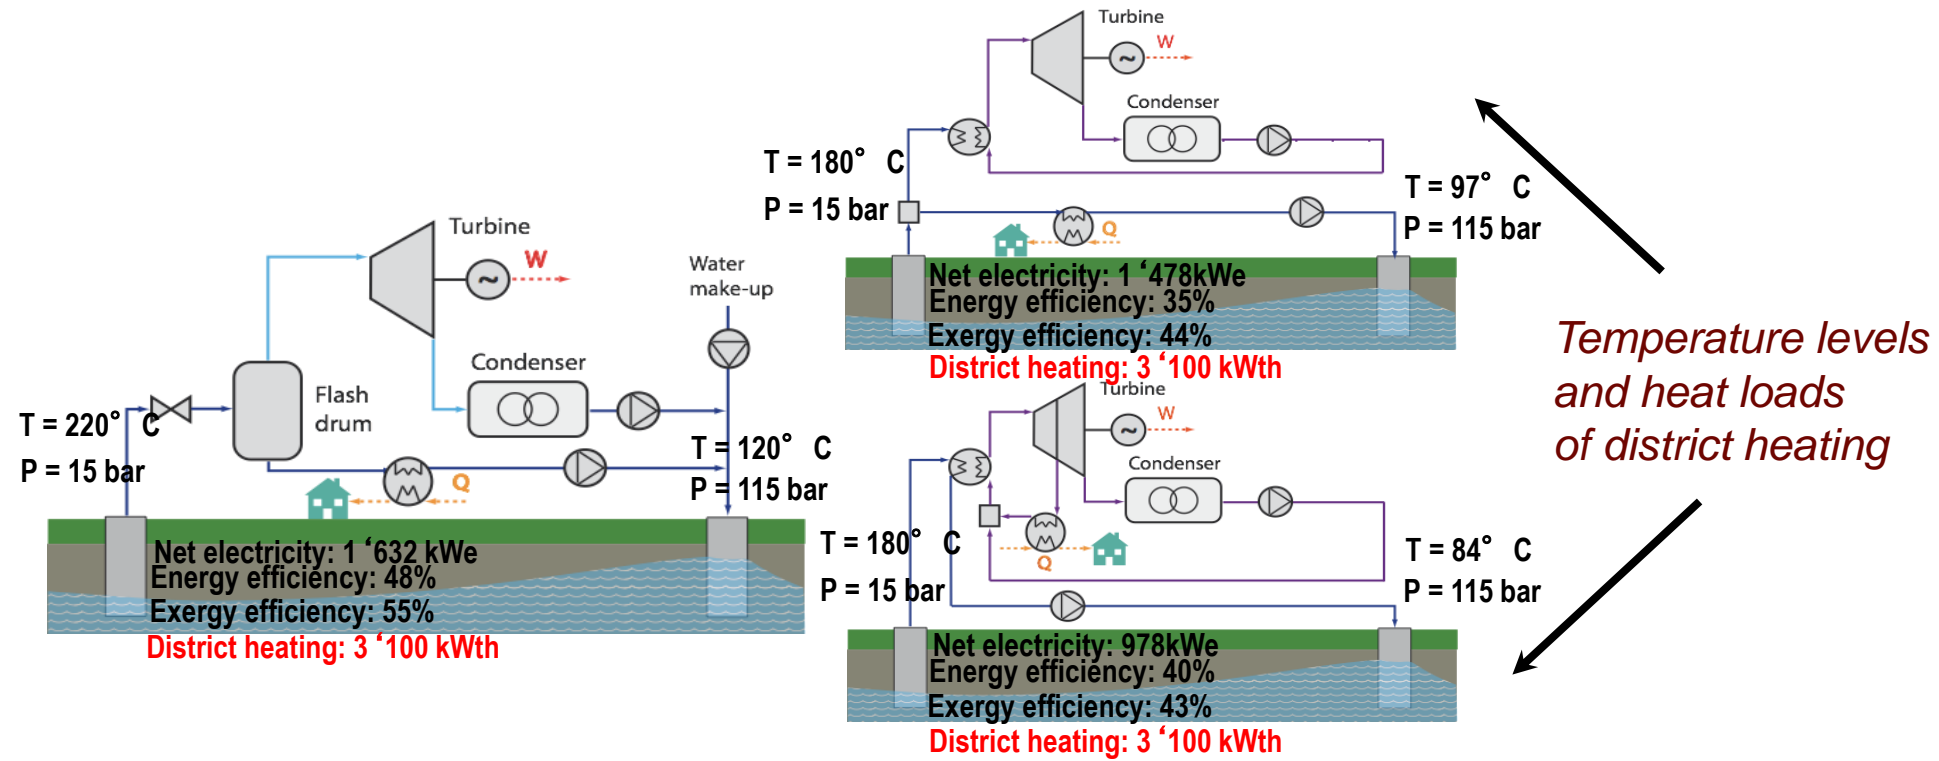 Turbine
W
Water
make-up
Condenser
Flash
drum
T = 220° C
P = 15 bar
T = 120° C
P = 115 bar
Q
Net electricity: 1 ‘632 kWe
Energy efficiency: 48%
Exergy efficiency: 55%
District heating: 3 ‘100 kWth
Turbine
W
~
Condenser
T = 180° C
P = 15 bar
T = 97° C
P = 115 bar
Q
Net electricity: 1 ‘478kWe
Energy efficiency: 35%
Exergy efficiency: 44%
District heating: 3 ‘100 kWth
Turbine
W
~
Condenser
T = 180° C
P = 15 bar
T = 84° C
P = 115 bar
Q
Net electricity: 978kWe
Energy efficiency: 40%
Exergy efficiency: 43%
District heating: 3 ‘100 kWth
Temperature levels
and heat loads
of district heating